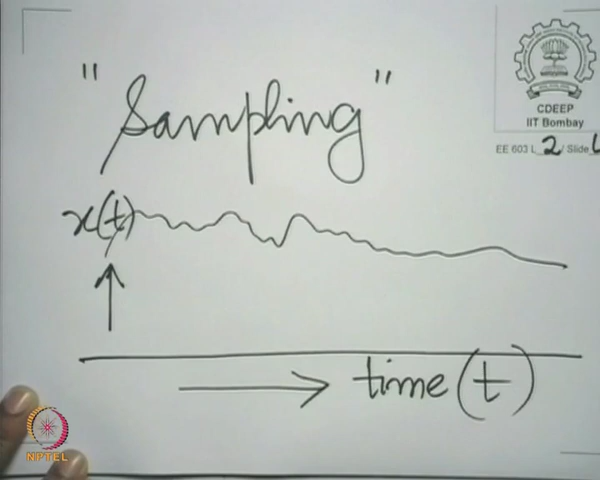 "Sampling"
CDEEP
IIT Bombay
EE 603 L 2 / Slide
x(t)
time (t)
NPTEL